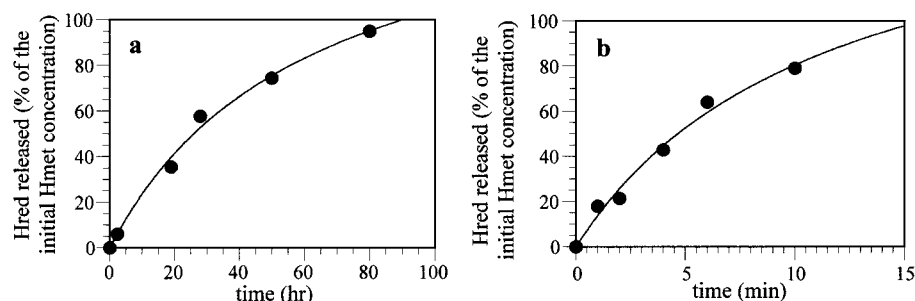 Hred released (% of the
initial Hmet concentration)
100
80
60
40
20
0
a
0 20 40 60 80 100
time (hr)
Hred released (% of the
initial Hmet concentration)
100
80
60
40
20
0
b
0 5 10 15
time (min)